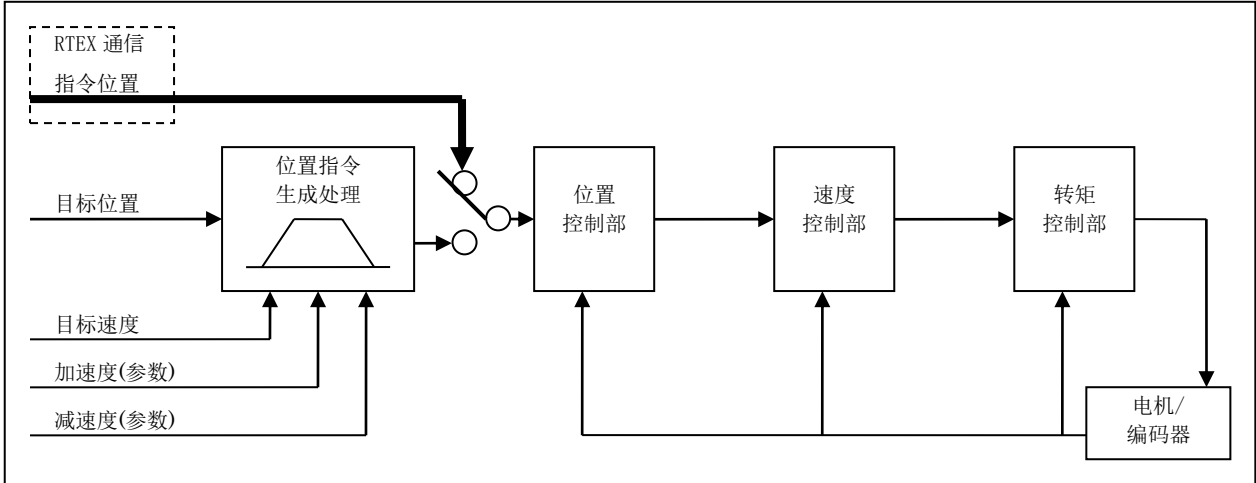 RTEX 通信
指令位置
位置指令
生成处理
目标位置
位置
控制部
速度
控制部
转矩
控制部
目标速度
加速度(参数)
减速度(参数)
电机/
编码器